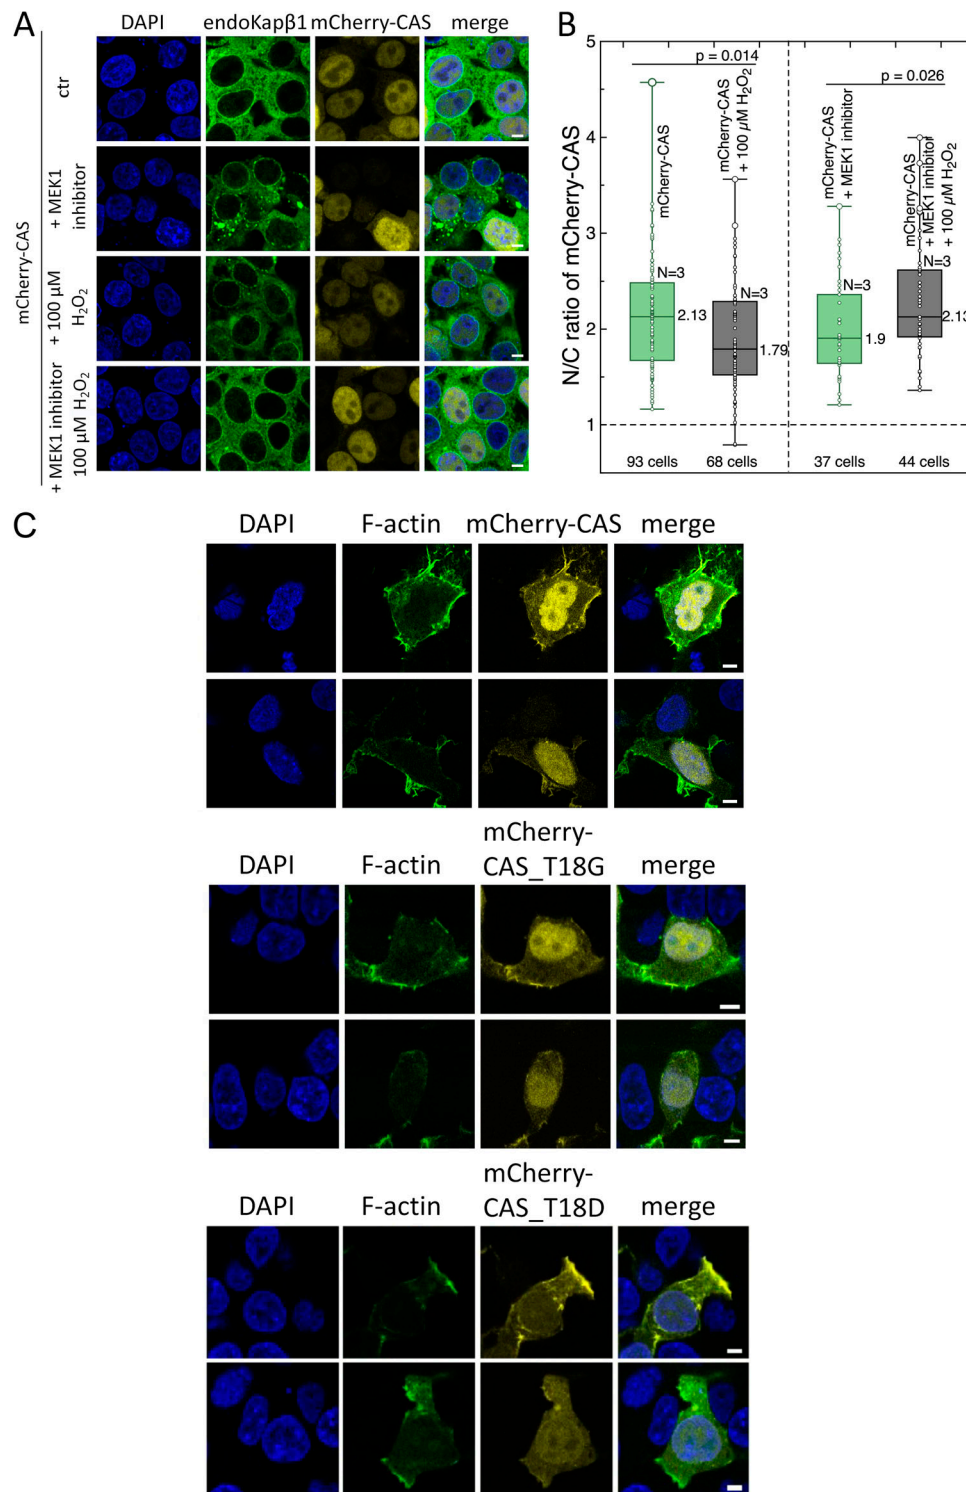 A
DAPI endoKapβ1 mCherry-CAS merge
mCherry-CAS
ctr
+ MEK1
inhibitor
+ 100 µM
H₂O₂
+ MEK1 inhibitor
100 µM H₂O₂
B
N/C ratio of mCherry-CAS
5
4
3
2
1
p = 0.014
p = 0.026
mCherry-CAS
mCherry-CAS
+ 100 µM H₂O₂
mCherry-CAS
+ MEK1 inhibitor
mCherry-CAS
+ MEK1 inhibitor
+ 100 µM H₂O₂
N=3
N=3
N=3
N=3
2.13
1.79
1.9
2.13
93 cells 68 cells 37 cells 44 cells
C
DAPI F-actin mCherry-CAS merge
mCherry-
DAPI F-actin CAS_T18G merge
mCherry-
DAPI F-actin CAS_T18D merge